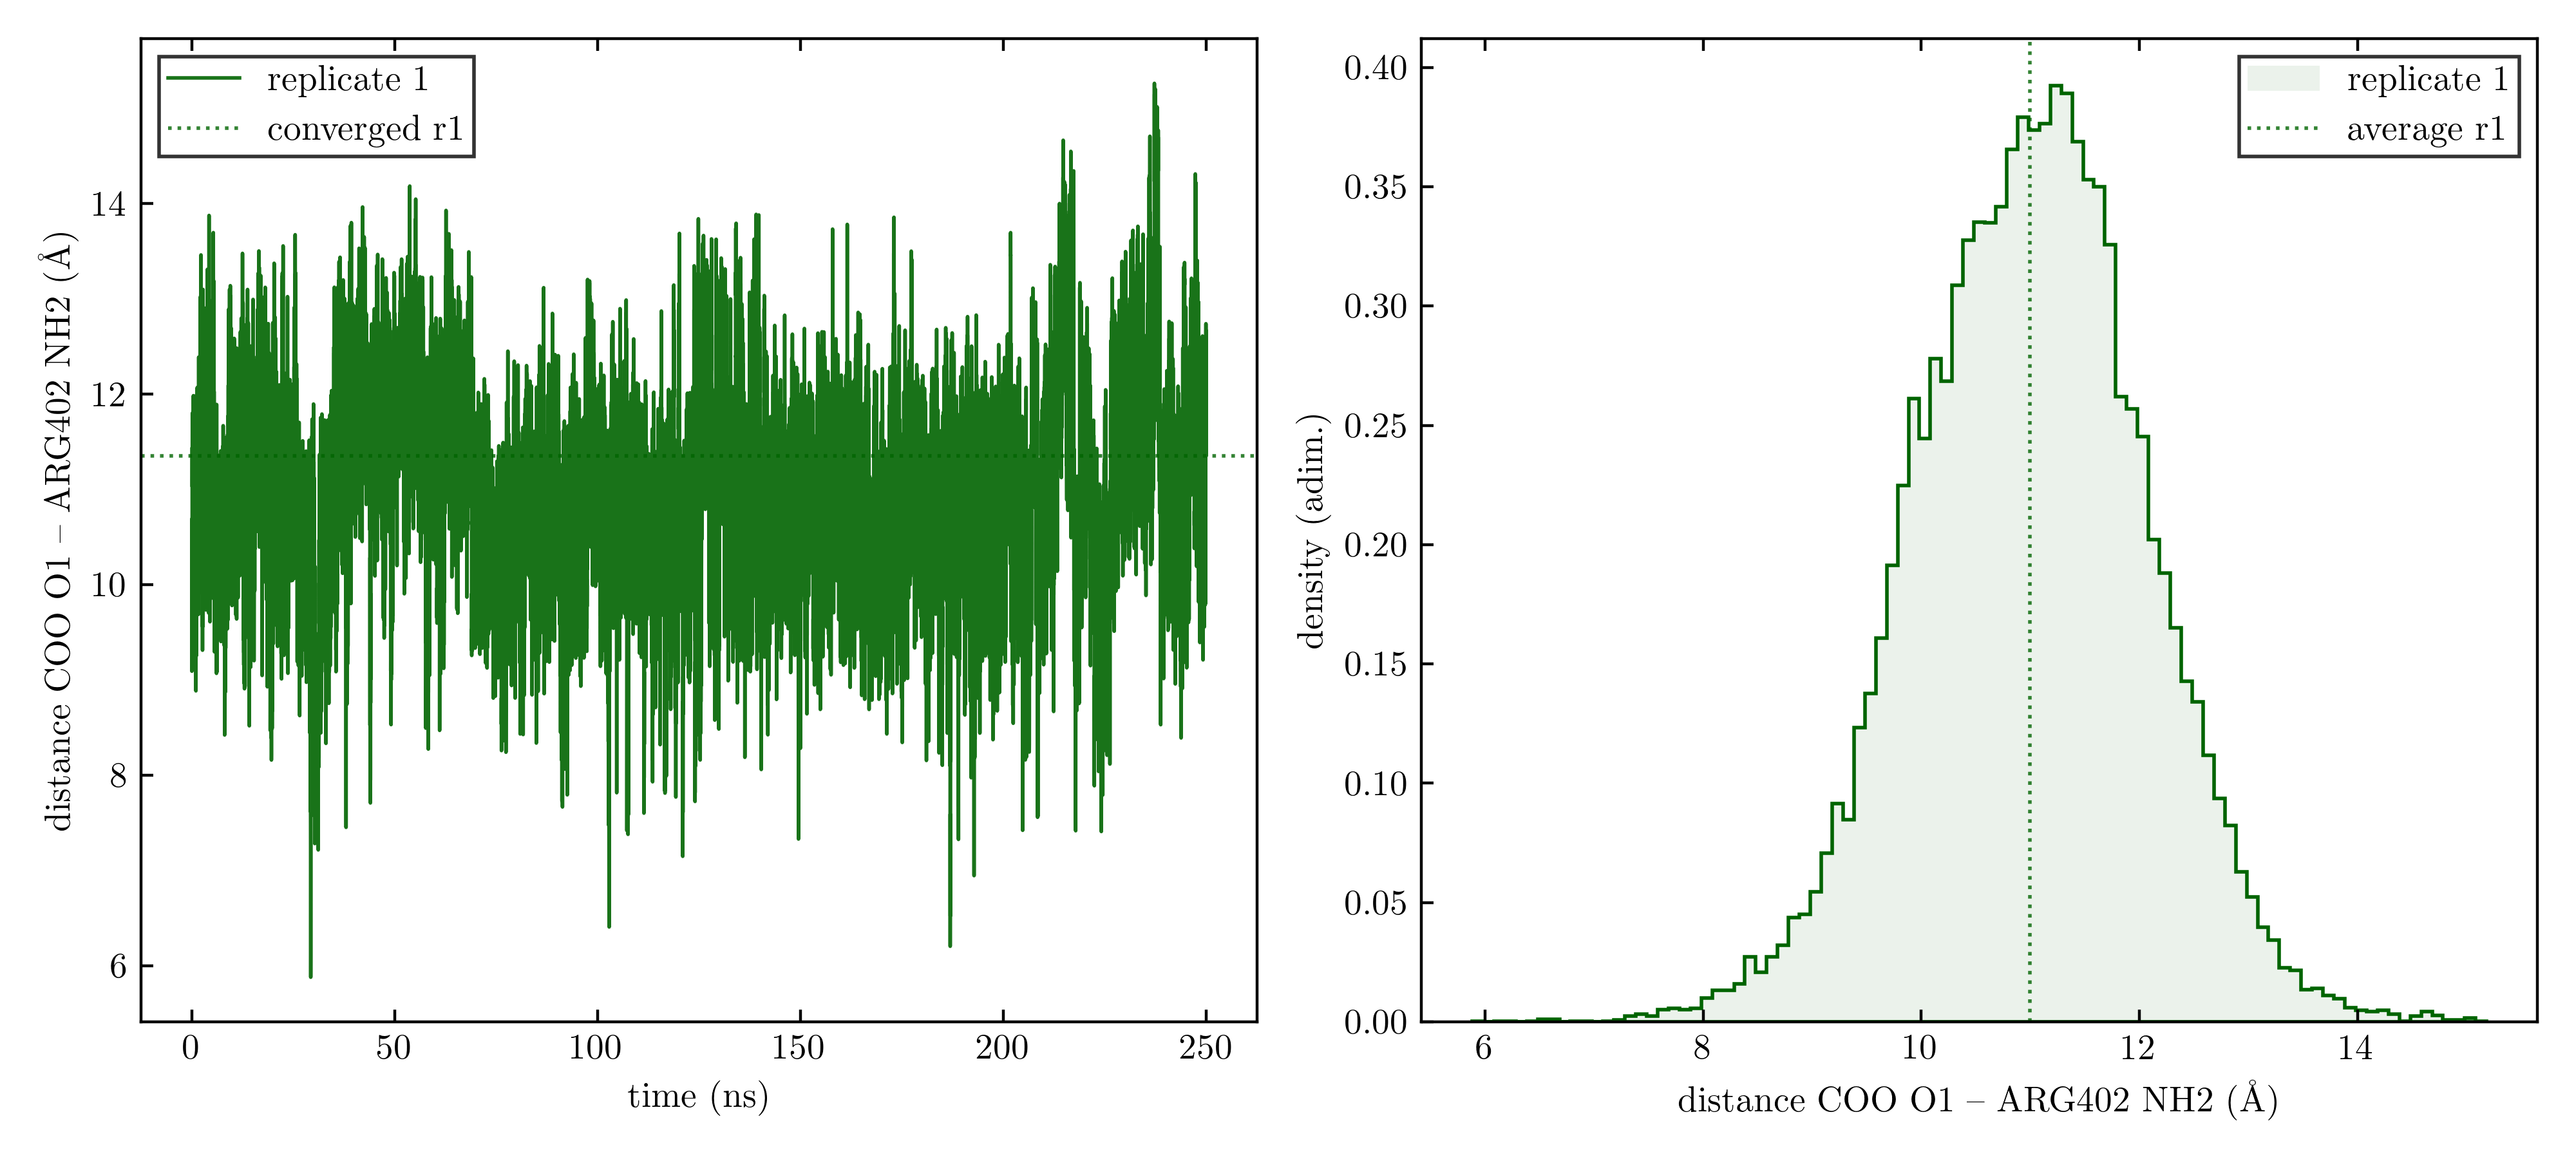 replicate 1
converged r1
14
12
10
8
6
distance COO O1 – ARG402 NH2 (Å)
0 50 100 150 200 250
time (ns)
replicate 1
average r1
0.40
0.35
0.30
0.25
0.20
0.15
0.10
0.05
0.00
density (adim.)
6 8 10 12 14
distance COO O1 – ARG402 NH2 (Å)